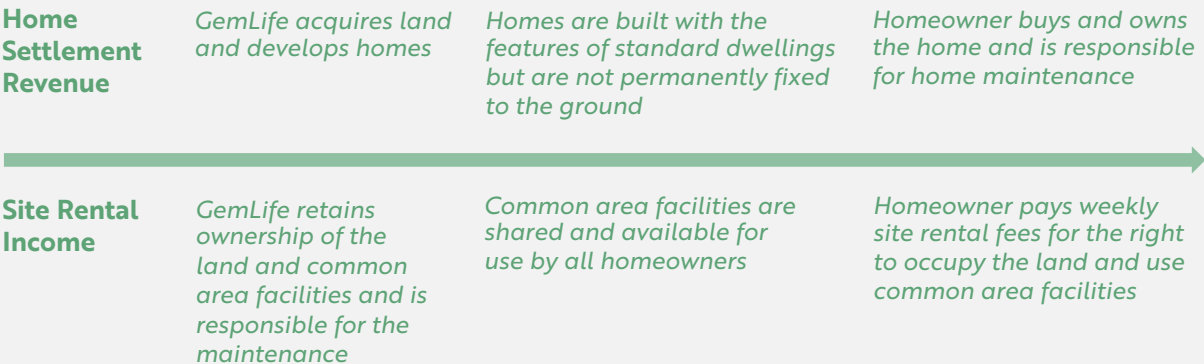 Home
Settlement
Revenue
GemLife acquires land
and develops homes
Homes are built with the
features of standard dwellings
but are not permanently fixed
to the ground
Homeowner buys and owns
the home and is responsible
for home maintenance
Site Rental
Income
GemLife retains
ownership of the
land and common
area facilities and is
responsible for the
maintenance
Common area facilities are
shared and available for
use by all homeowners
Homeowner pays weekly
site rental fees for the right
to occupy the land and use
common area facilities